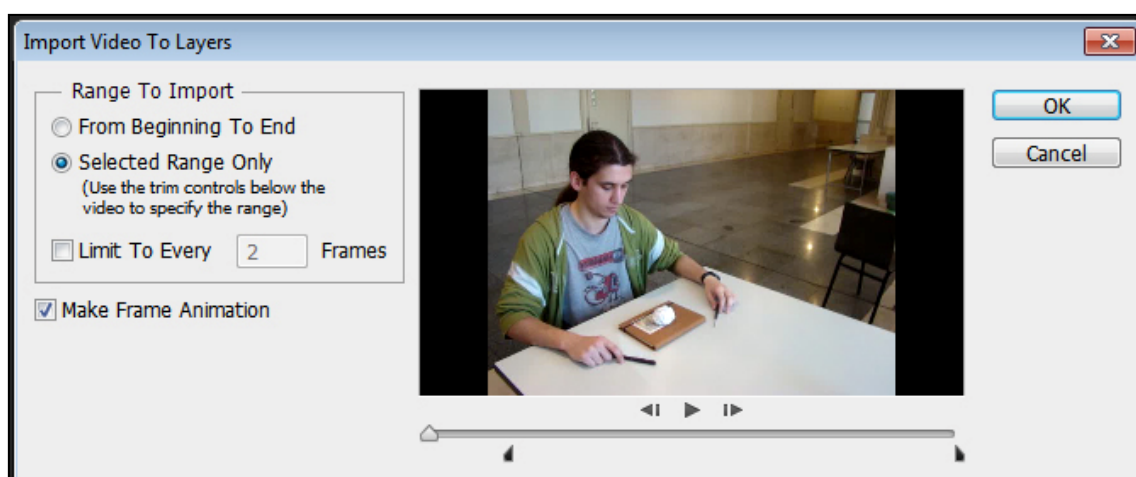 Import Video To Layers
Range To Import
From Beginning To End
Selected Range Only
(Use the trim controls below the
video to specify the range)
Limit To Every 2 Frames
Make Frame Animation
OK
Cancel